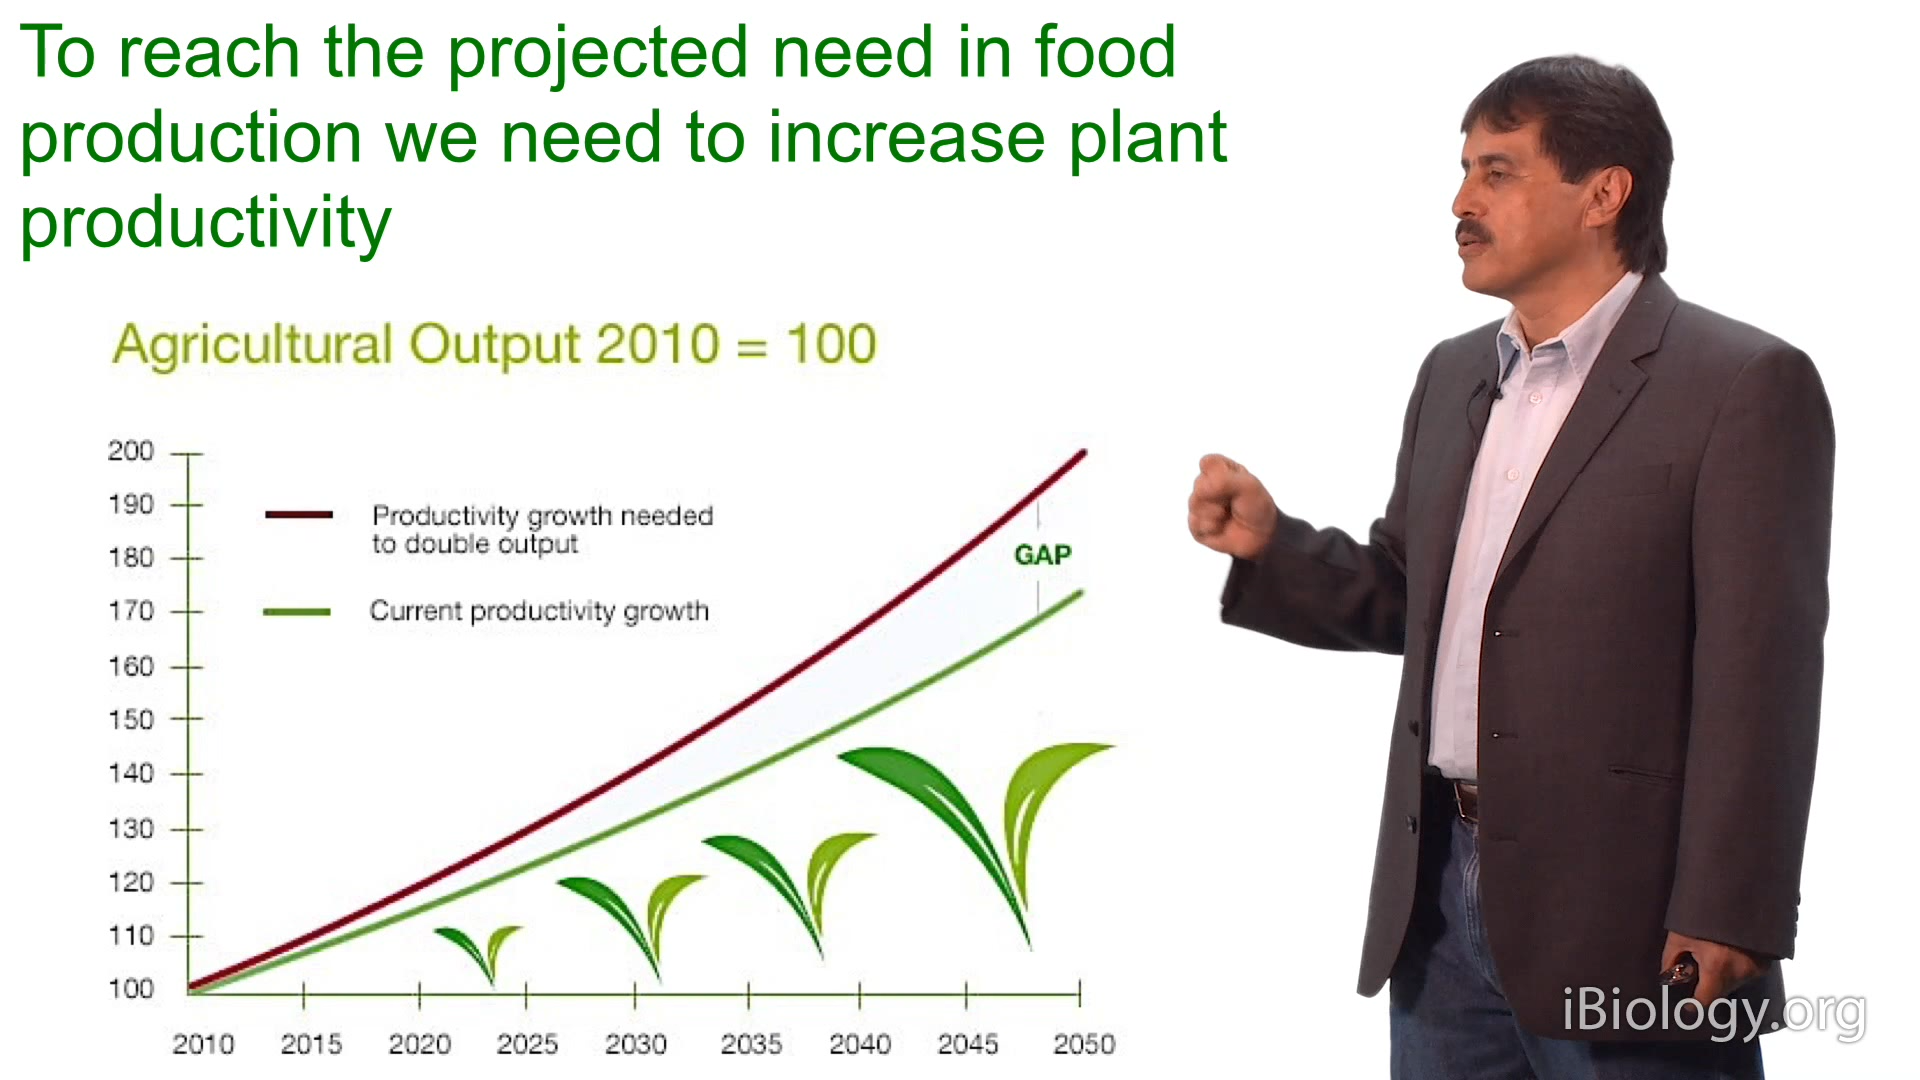 To reach the projected need in food
production we need to increase plant
productivity
Agricultural Output 2010 = 100
200
190
180
170
160
150
140
130
120
110
100
Productivity growth needed
to double output
Current productivity growth
GAP
2010 2015 2020 2025 2030 2035 2040 2045 2050
iBiology.org